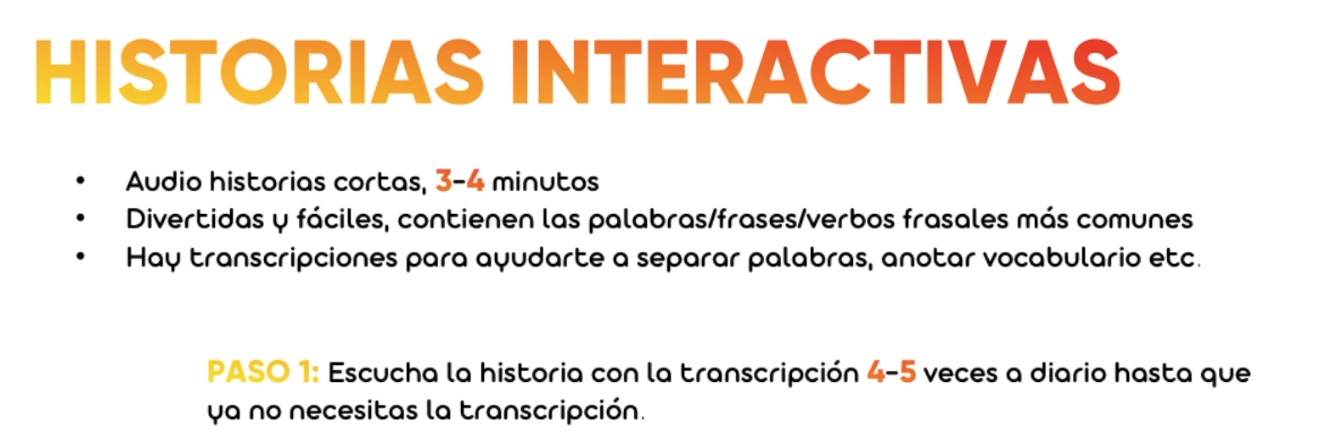 HISTORIAS INTERACTIVAS
• Audio historias cortas, 3-4 minutos
• Divertidas y fáciles, contienen las palabras/frases/verbos frasales más comunes
• Hay transcripciones para ayudarte a separar palabras, anotar vocabulario etc.
PASO 1: Escucha la historia con la transcripción 4-5 veces a diario hasta que
ya no necesitas la transcripción.